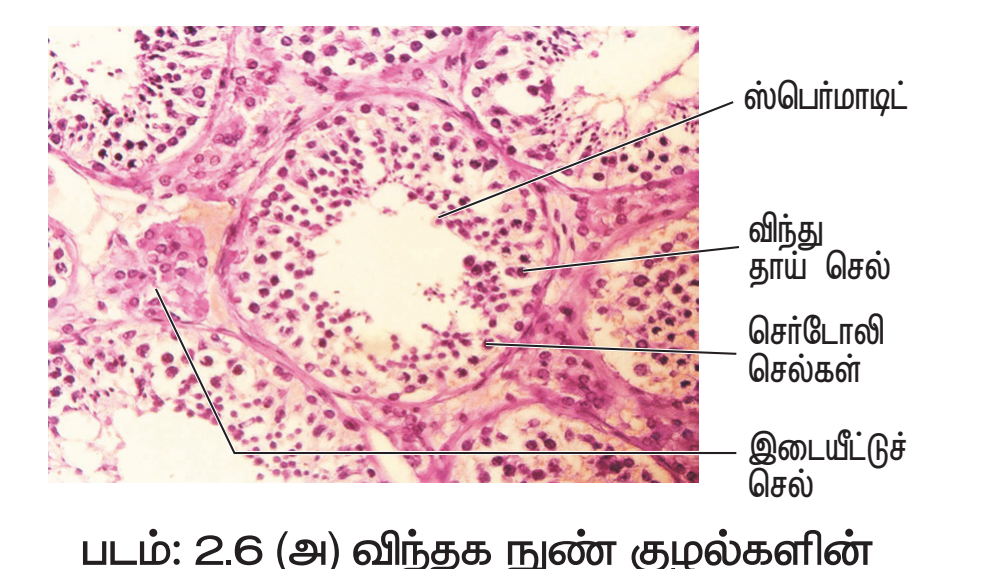 ஸ்பெர்மாடிட்
விந்து
தாய் செல்
செர்டோலி
செல்கள்
இடையீட்டுச்
செல்
படம்: 2.6 (அ) விந்தக நுண் குழல்களின்